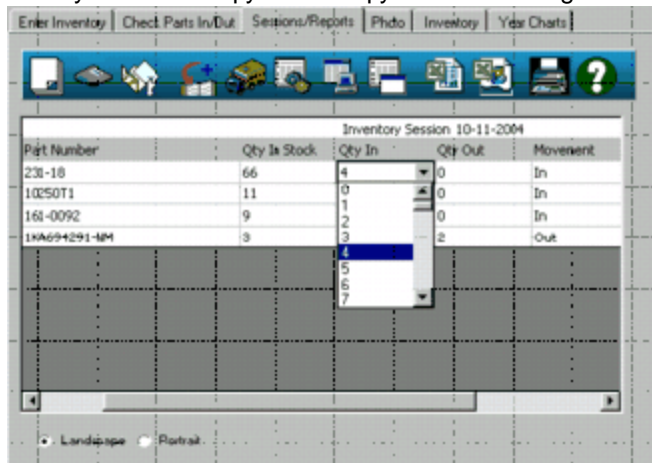 Enter Inventory Check Parts In/Out Sessions/Reports Photo Inventory Year Charts
Inventory Session 10-11-2004
Part Number Qty In Stock Qty In Qty Out Movement
231-18 66 4 0 In
10250T1 11 0 In
161-0092 9 0 In
1KA694291-NM 3 2 Out
0
1
2
3
4
5
6
7
Landscape Portrait